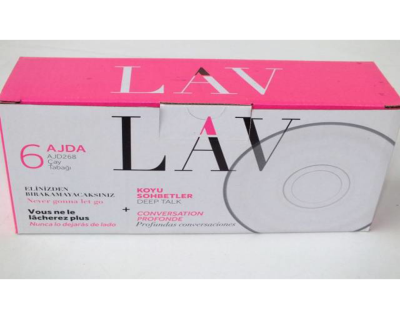 LAV
LAV
6 AJDA
AJD268
Çay
Tabağı
ELİNİZDEN
BIRAKAMAYACAKSINIZ
Never gonna let go
Vous ne le
lâcherez plus
Nunca lo dejarás de lado
+
KOYU
SOHBETLER
DEEP TALK
CONVERSATION
PROFONDE
Profundas conversaciones